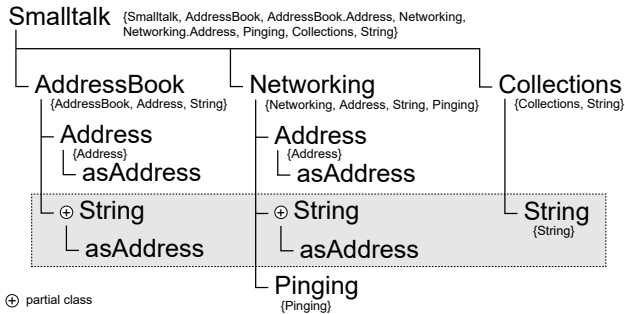 Smalltalk {Smalltalk, AddressBook, AddressBook.Address, Networking,
Networking.Address, Pinging, Collections, String}
AddressBook
{AddressBook, Address, String}
Address
{Address}
asAddress
⊕ String
asAddress
Networking
{Networking, Address, String, Pinging}
Address
{Address}
asAddress
⊕ String
asAddress
Pinging
{Pinging}
Collections
{Collections, String}
String
{String}
⊕ partial class